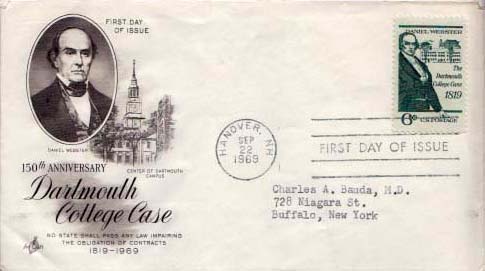 FIRST DAY
OF ISSUE
DANIEL WEBSTER
CENTER OF DARTMOUTH
CAMPUS
150th ANNIVERSARY
Dartmouth
College Case
NO STATE SHALL PASS ANY LAW IMPAIRING
THE OBLIGATION OF CONTRACTS
1819-1969
HANOVER, NH
SEP
22
1969
DANIEL WEBSTER
The
Dartmouth
College Case
1819
6¢ U.S. POSTAGE
FIRST DAY OF ISSUE
Charles A. Banda, M.D.
728 Niagara St.
Buffalo, New York